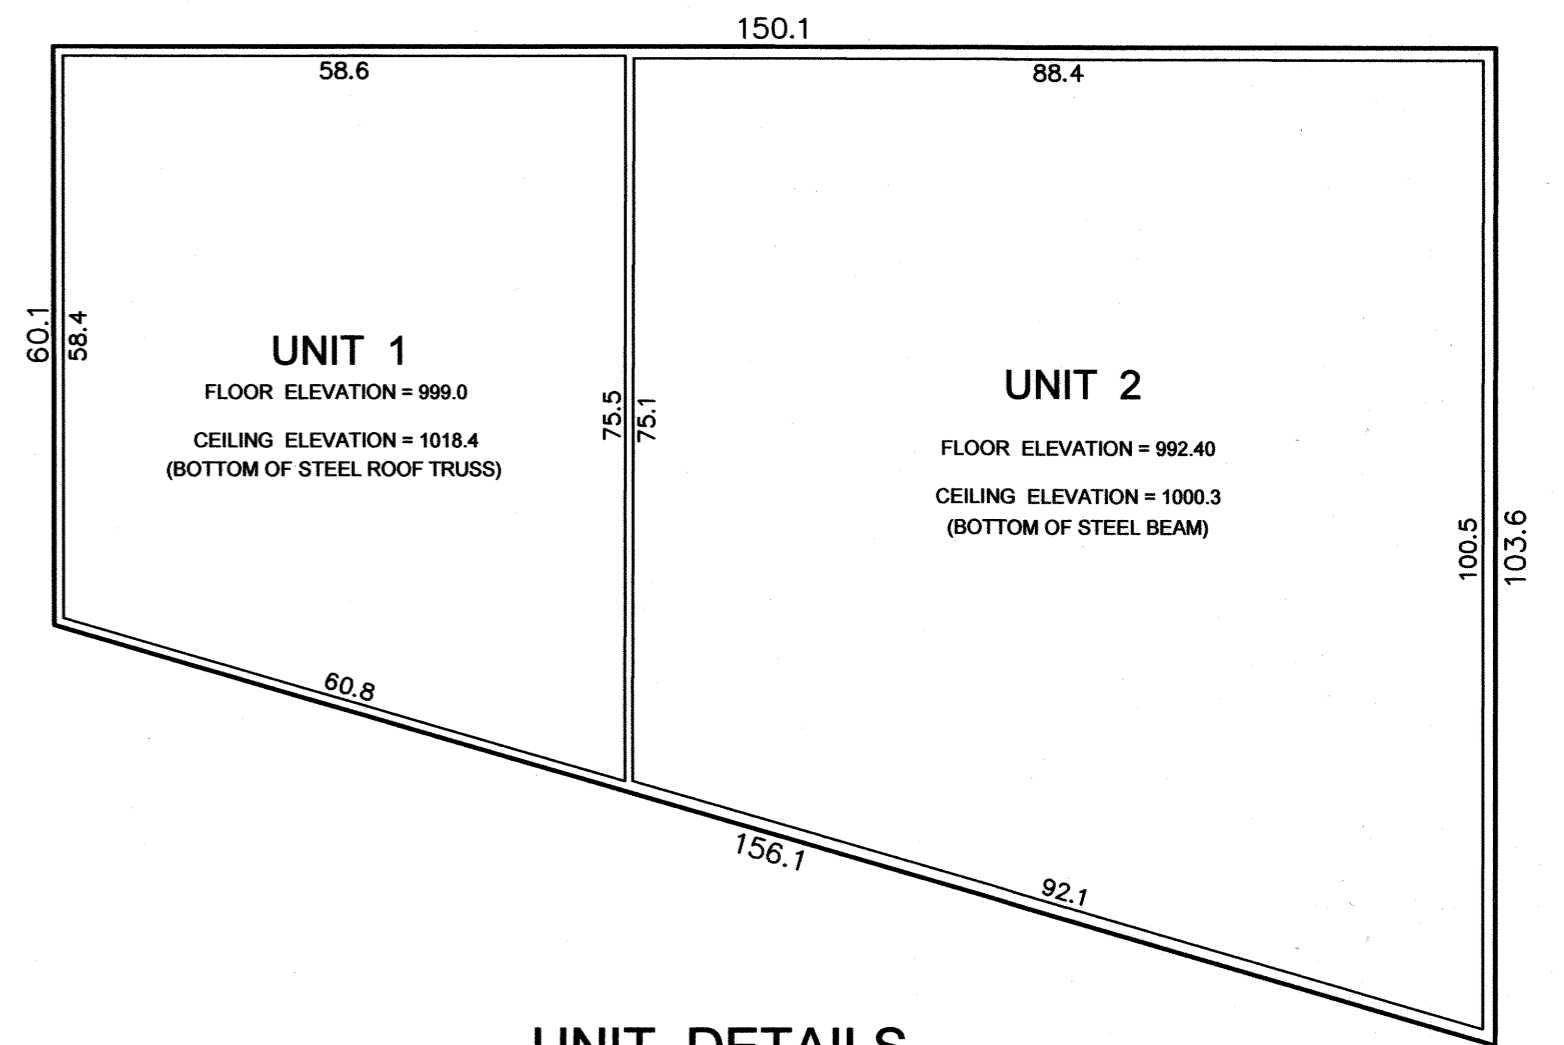 150.1
58.6
88.4
60.1
58.4
UNIT 1
FLOOR ELEVATION = 999.0
CEILING ELEVATION = 1018.4
(BOTTOM OF STEEL ROOF TRUSS)
75.5
75.1
UNIT 2
FLOOR ELEVATION = 992.40
CEILING ELEVATION = 1000.3
(BOTTOM OF STEEL BEAM)
100.5
103.6
60.8
156.1
92.1
UNIT DETAILS